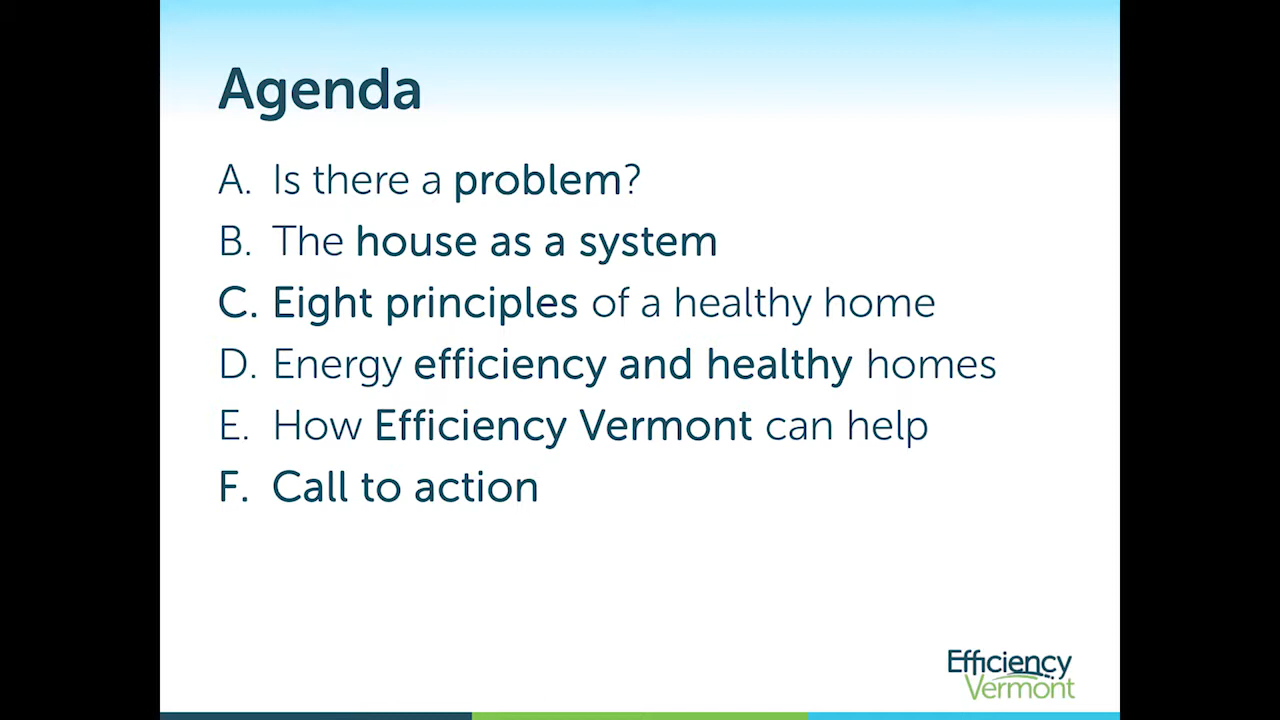 Agenda
A. Is there a problem?
B. The house as a system
C. Eight principles of a healthy home
D. Energy efficiency and healthy homes
E. How Efficiency Vermont can help
F. Call to action
Efficiency
Vermont